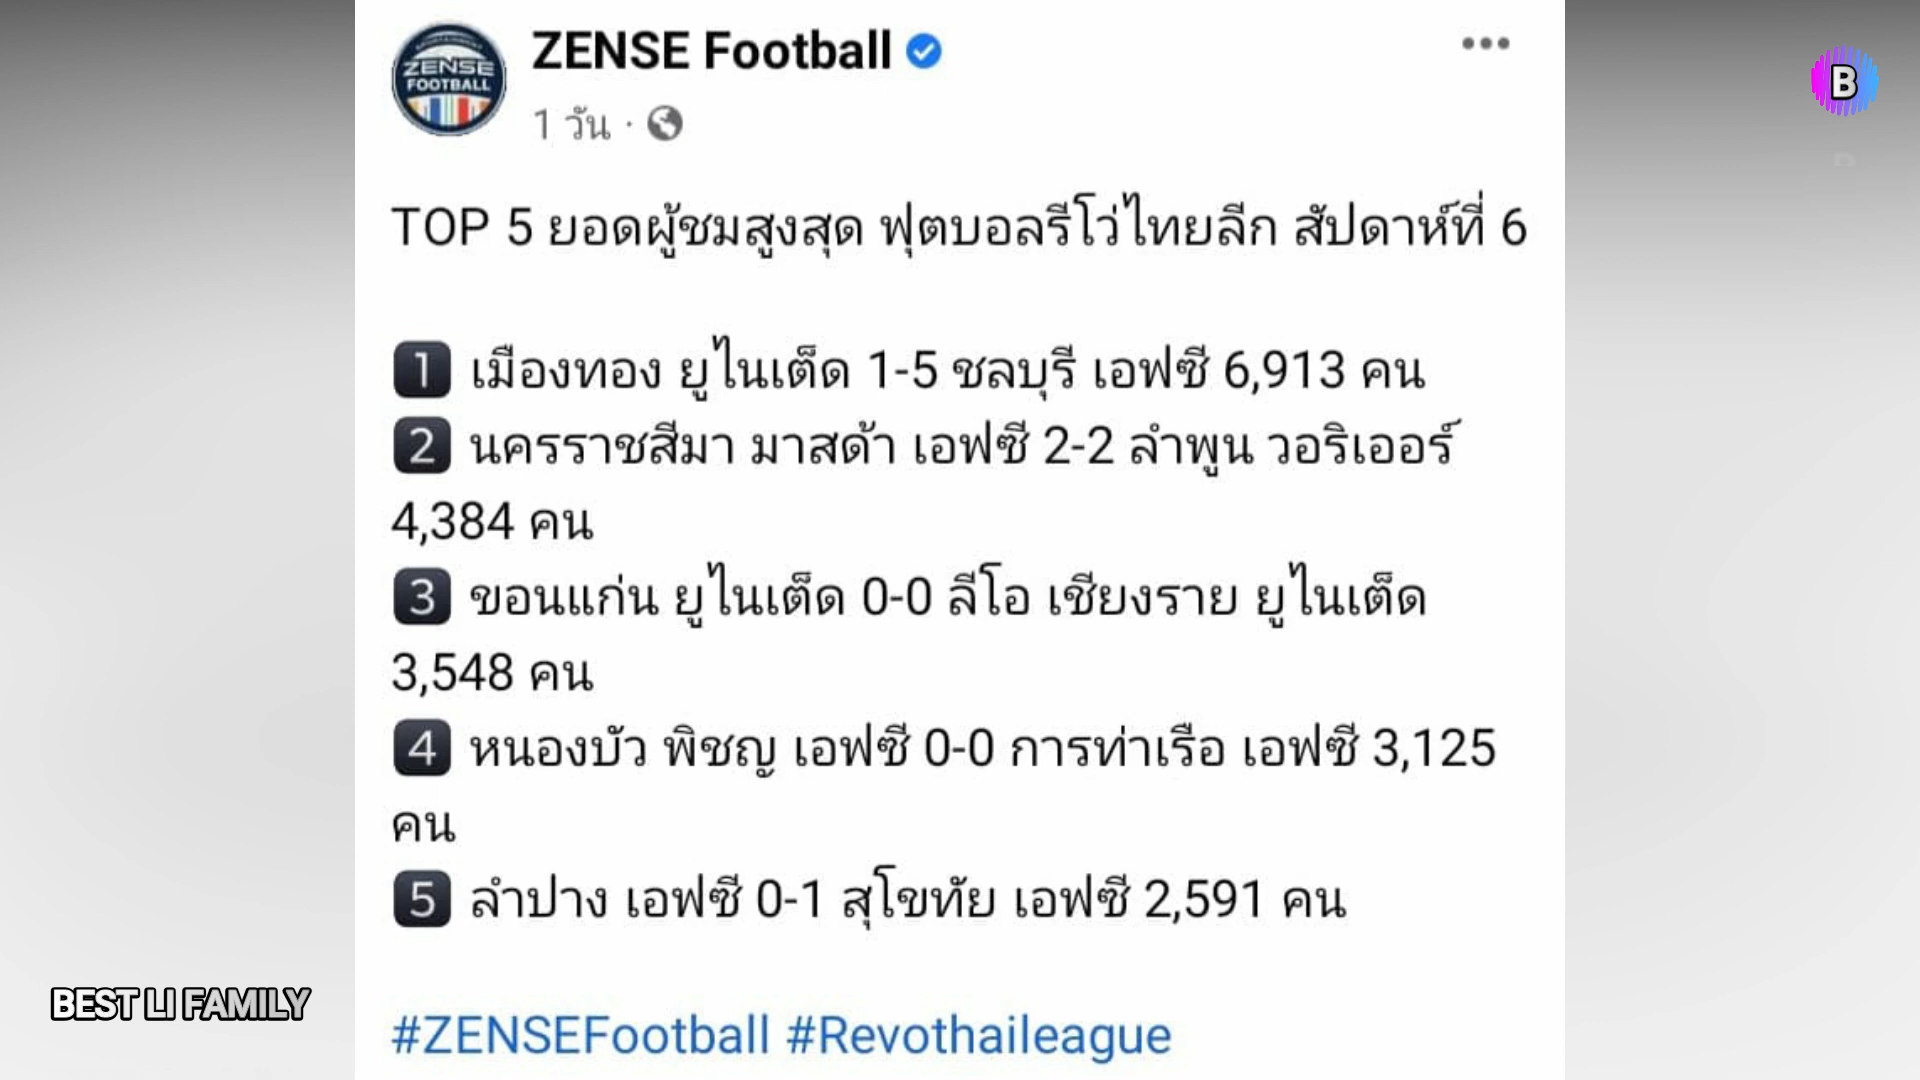 ZENSE Football
ZENSE
FOOTBALL
1 วัน ·
B
TOP 5 ยอดผู้ชมสูงสุด ฟุตบอลรีโว่ไทยลีก สัปดาห์ที่ 6
1 เมืองทอง ยูไนเต็ด 1-5 ชลบุรี เอฟซี 6,913 คน
2 นครราชสีมา มาสด้า เอฟซี 2-2 ลำพูน วอริเออร์
4,384 คน
3 ขอนแก่น ยูไนเต็ด 0-0 ลีโอ เชียงราย ยูไนเต็ด
3,548 คน
4 หนองบัว พิชญ เอฟซี 0-0 การท่าเรือ เอฟซี 3,125
คน
5 ลำปาง เอฟซี 0-1 สุโขทัย เอฟซี 2,591 คน
BEST LI FAMILY
#ZENSEFootball #Revothaileague